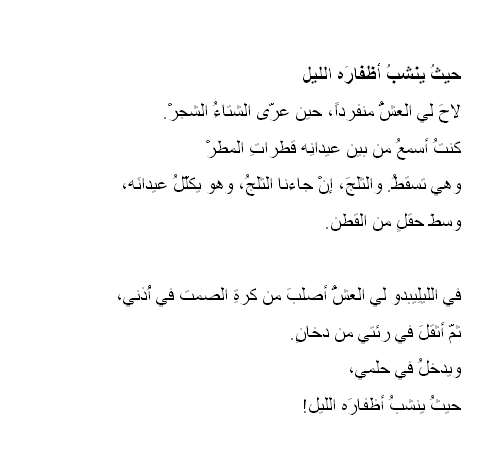 حيثُ ينشبُ أظفارَه الليل
لاحَ لي العشُّ منفرداً، حين عرّى الشتاءُ الشجرْ.
كنتُ أسمعُ من بين عيدانِه قطراتِ المطرْ
وهي تسقطُ. والثلجَ، إنْ جاءنا الثلجُ، وهو يكلّلُ عيدانَه،
وسطَ حقلٍ من القطن.
في الليلِيبدو لي العشُّ أصلبَ من كرةِ الصمت في أذني،
ثمّ أثقلَ في رئتي من دخانٍ.
ويدخلُ في حلمي،
حيثُ ينشبُ أظفارَه الليل!